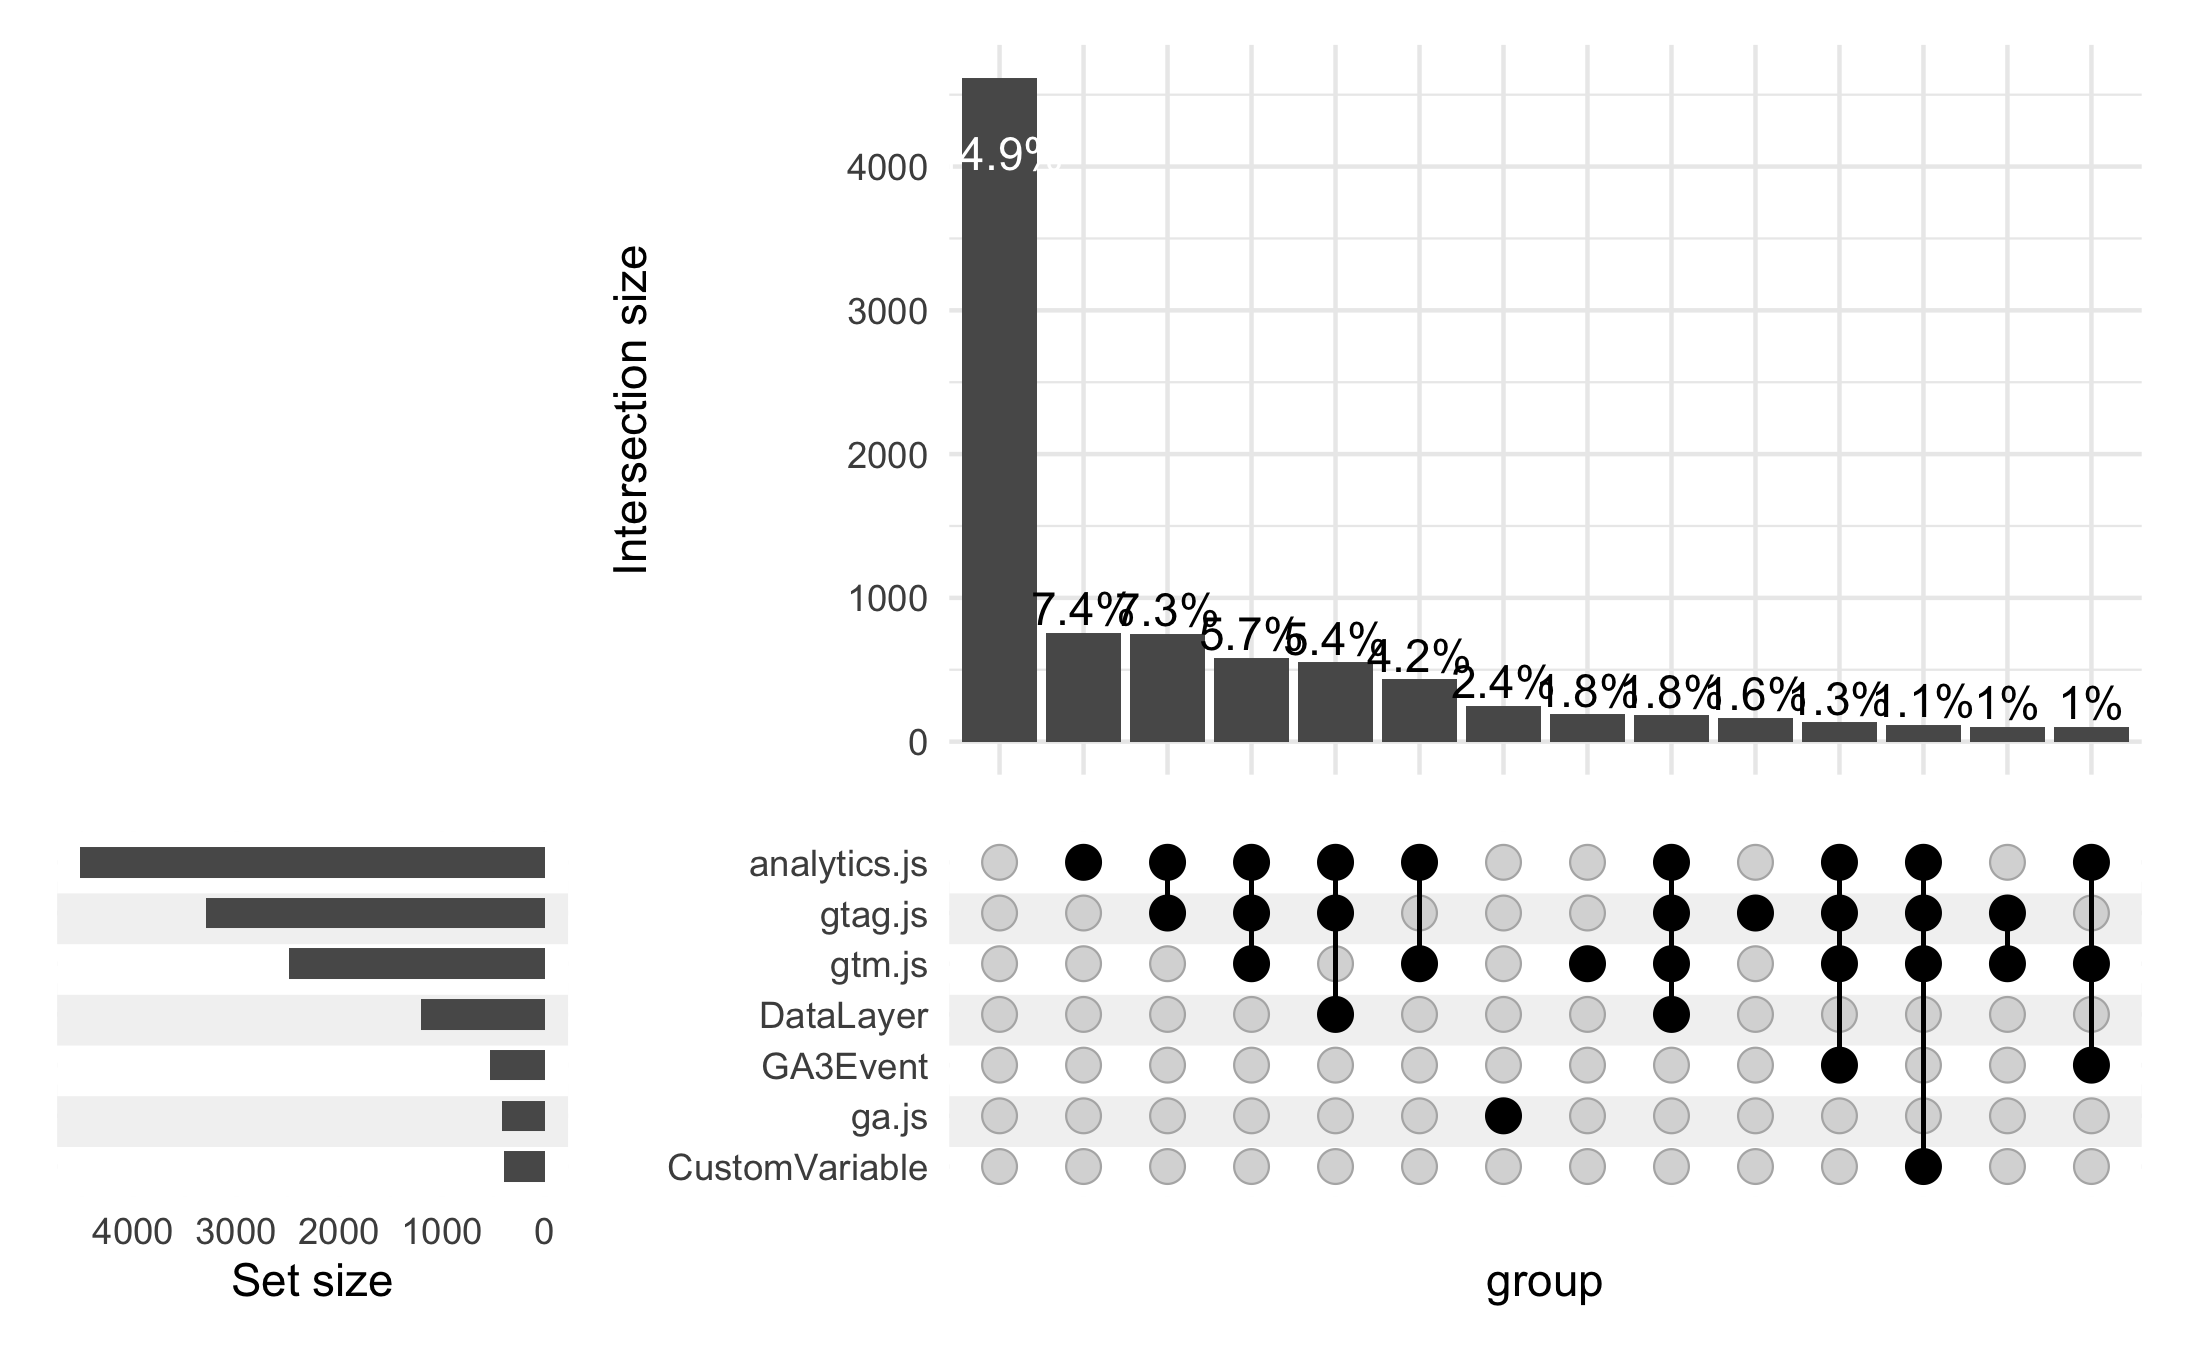 Intersection size
4000
3000
2000
1000
0
4.9%
7.4%
7.3%
5.7%
5.4%
4.2%
2.4%
1.8%
1.8%
1.6%
1.3%
1.1%
1%
1%
analytics.js
gtag.js
gtm.js
DataLayer
GA3Event
ga.js
CustomVariable
4000 3000 2000 1000 0
Set size
group